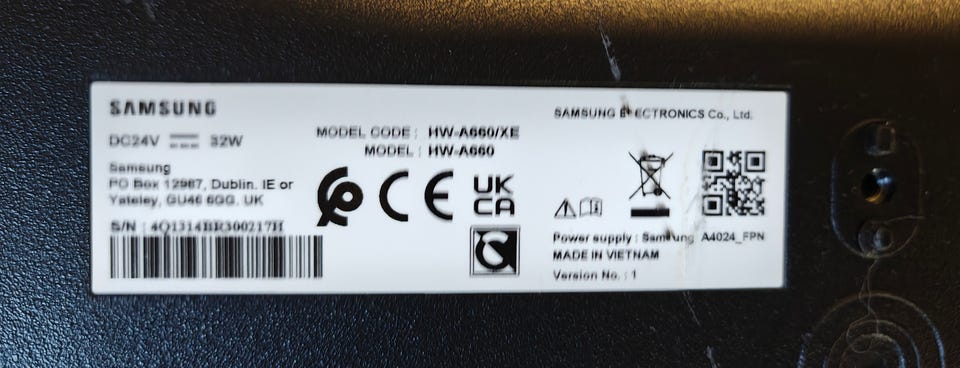 SAMSUNG
DC24V 32W
Samsung
PO Box 12987, Dublin. IE or
Yateley, GU46 6GG. UK
S/N : 4Q1314BR300217H
MODEL CODE : HW-A660/XE
MODEL : HW-A660
CE
UK
CA
SAMSUNG ELECTRONICS Co., Ltd.
Power supply : Samsung A4024_FPN
MADE IN VIETNAM
Version No. : 1